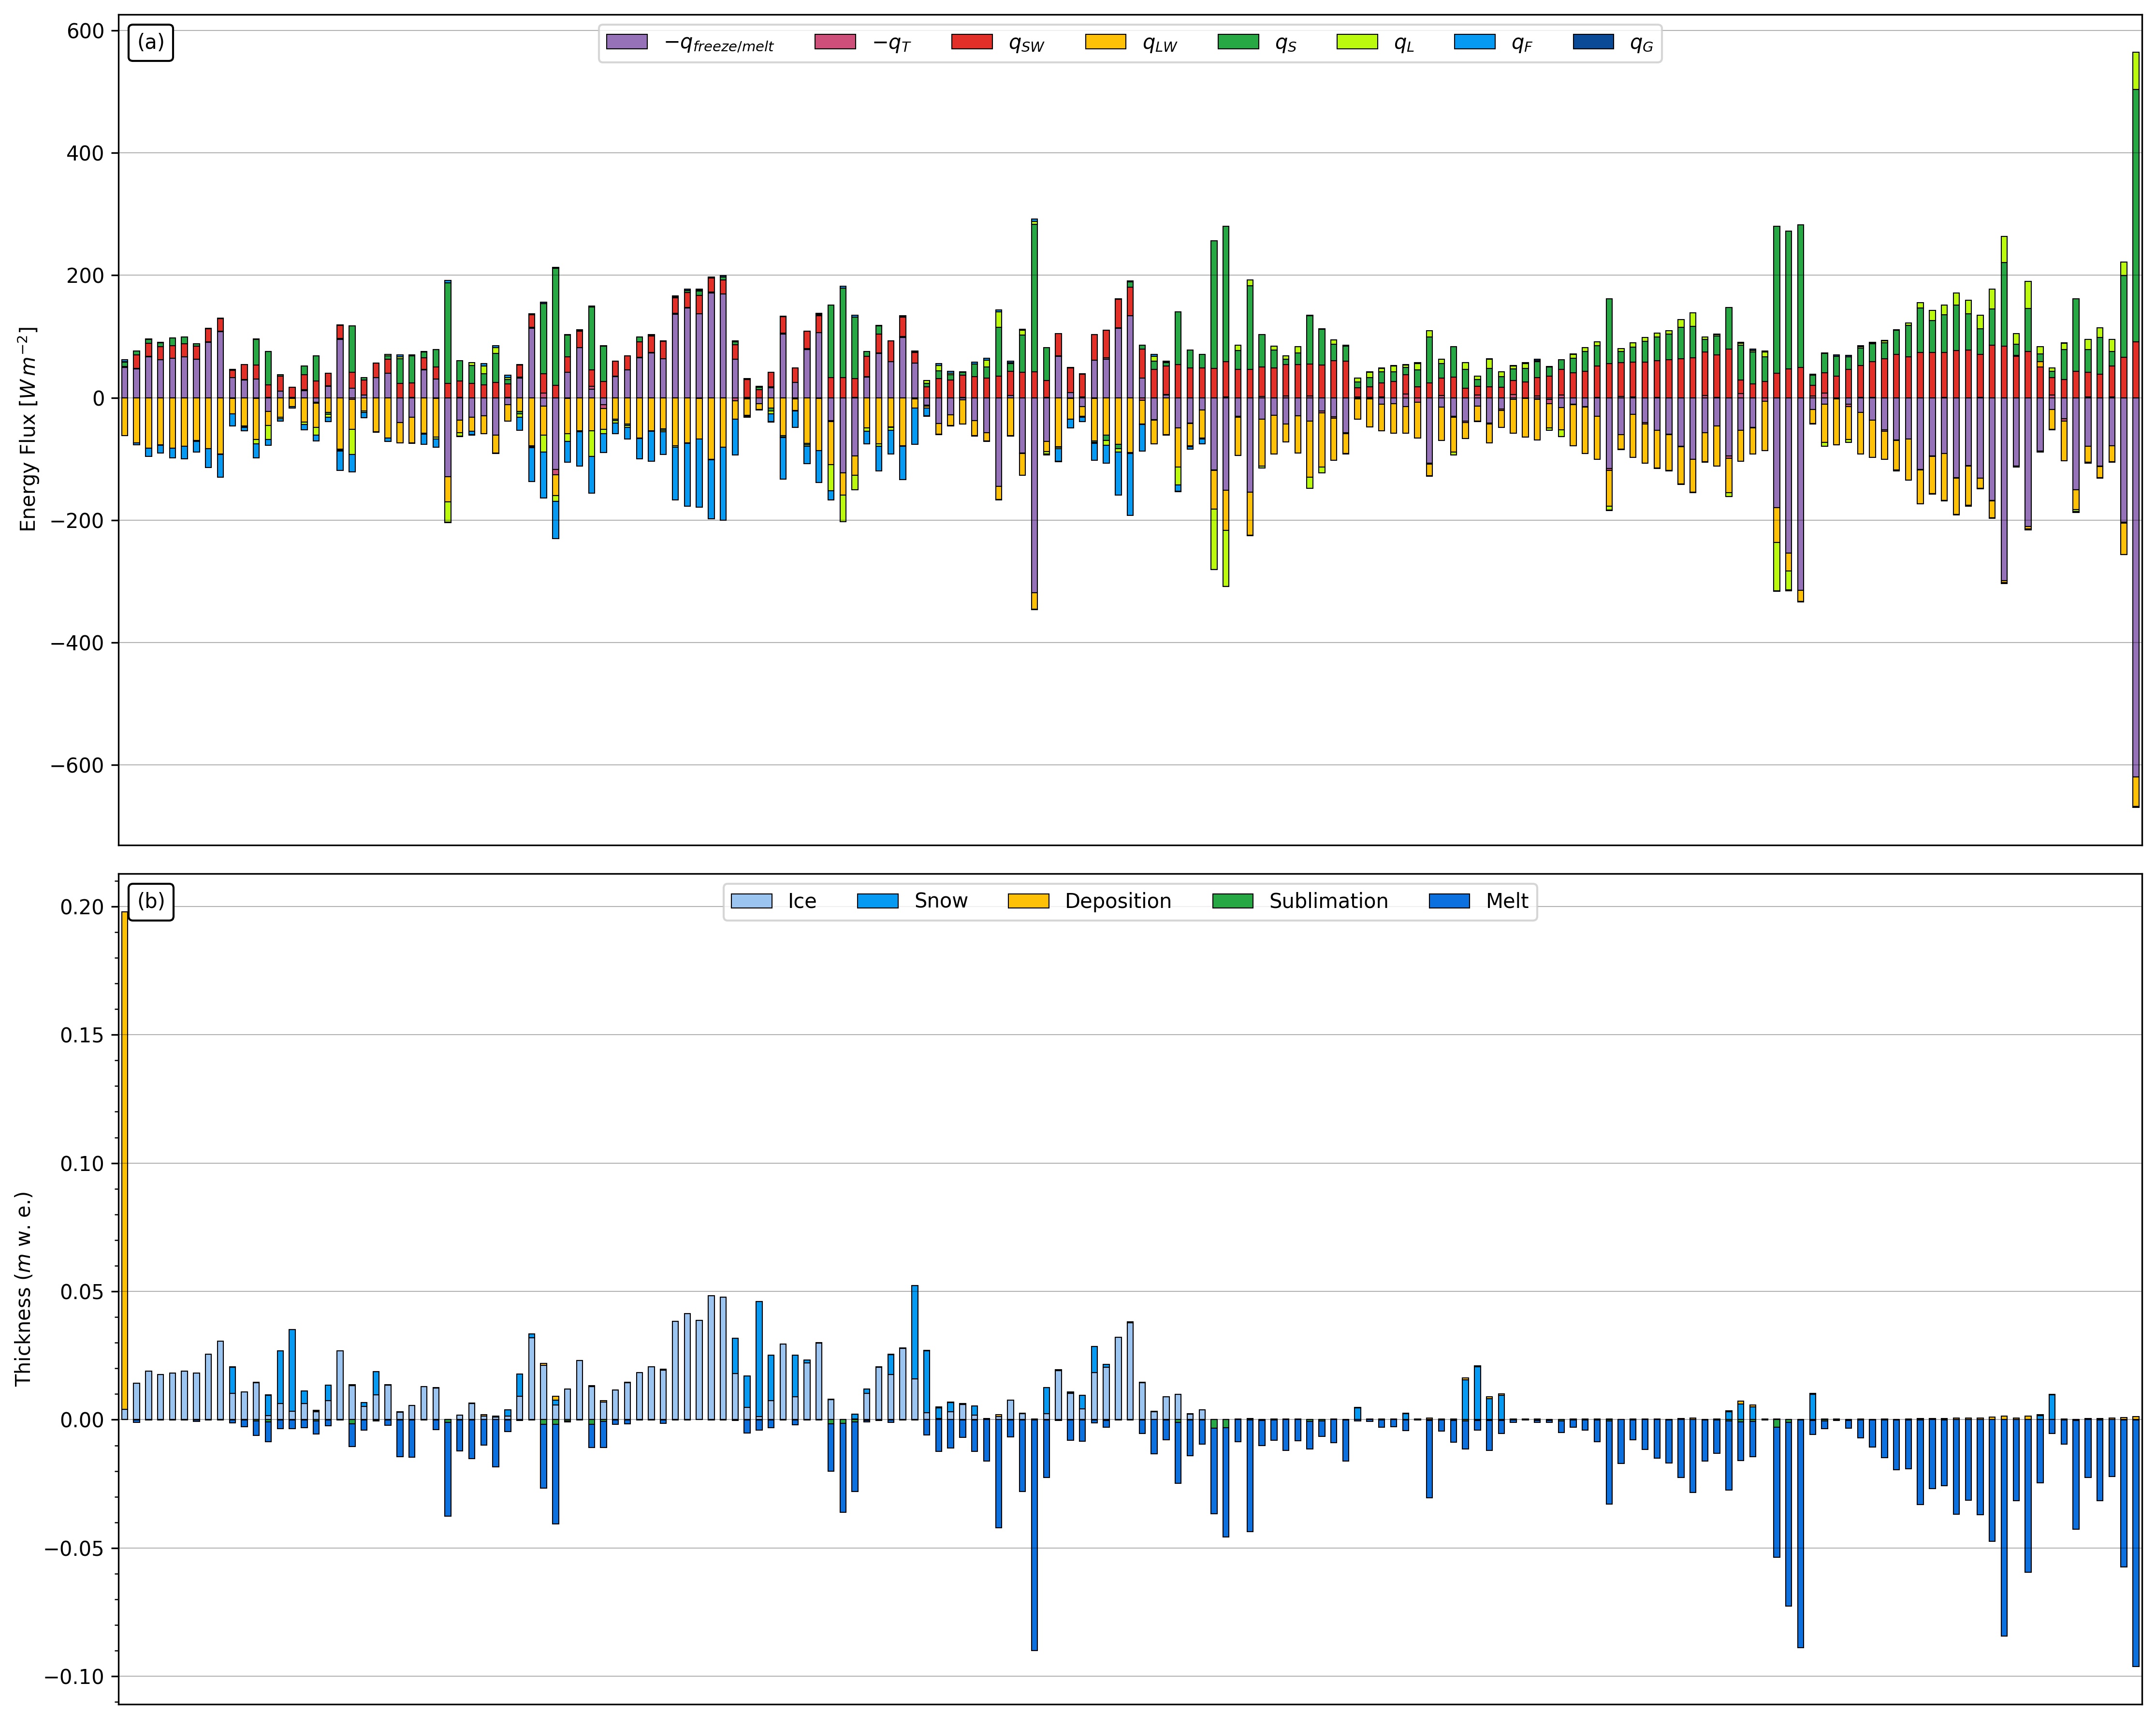 (a)
−q_freeze/melt −q_T q_SW q_LW q_S q_L q_F q_G
600
400
200
0
−200
−400
−600
Energy Flux [W m⁻²]
(b)
Ice Snow Deposition Sublimation Melt
0.20
0.15
0.10
0.05
0.00
−0.05
−0.10
Thickness (m w. e.)